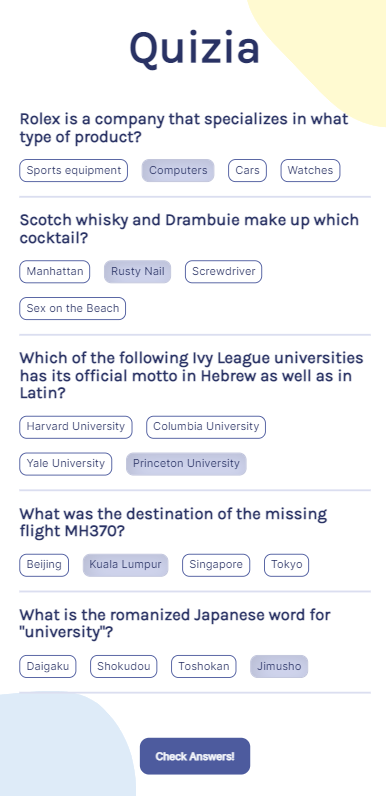 Quizia
Rolex is a company that specializes in what
type of product?
Sports equipment Computers Cars Watches
Scotch whisky and Drambuie make up which
cocktail?
Manhattan Rusty Nail Screwdriver
Sex on the Beach
Which of the following Ivy League universities
has its official motto in Hebrew as well as in
Latin?
Harvard University Columbia University
Yale University Princeton University
What was the destination of the missing
flight MH370?
Beijing Kuala Lumpur Singapore Tokyo
What is the romanized Japanese word for
"university"?
Daigaku Shokudou Toshokan Jimusho
Check Answers!